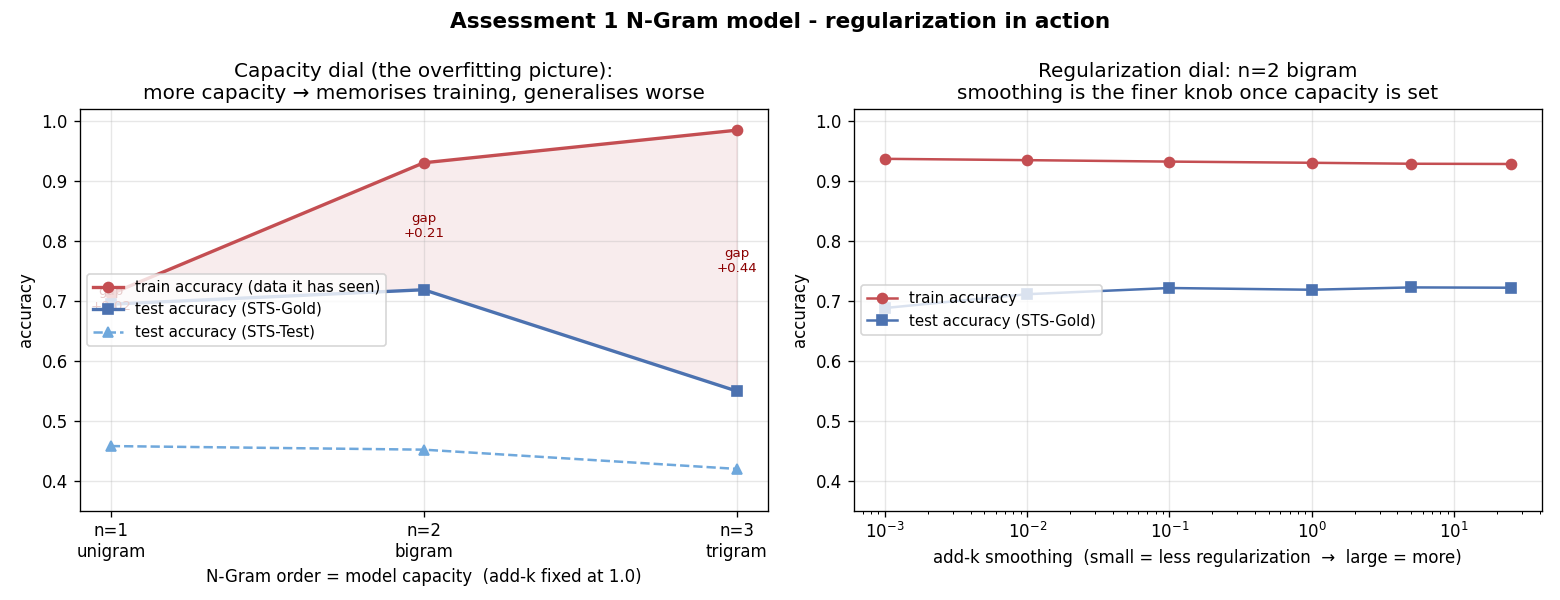 Assessment 1 N-Gram model - regularization in action
Capacity dial (the overfitting picture):
more capacity → memorises training, generalises worse
1.0
0.9
0.8
0.7
0.6
0.5
0.4
accuracy
gap
+0.21
gap
+0.44
train accuracy (data it has seen)
test accuracy (STS-Gold)
test accuracy (STS-Test)
n=1
unigram
n=2
bigram
n=3
trigram
N-Gram order = model capacity  (add-k fixed at 1.0)
Regularization dial: n=2 bigram
smoothing is the finer knob once capacity is set
1.0
0.9
0.8
0.7
0.6
0.5
0.4
accuracy
train accuracy
test accuracy (STS-Gold)
10⁻³
10⁻²
10⁻¹
10⁰
10¹
add-k smoothing  (small = less regularization  →  large = more)